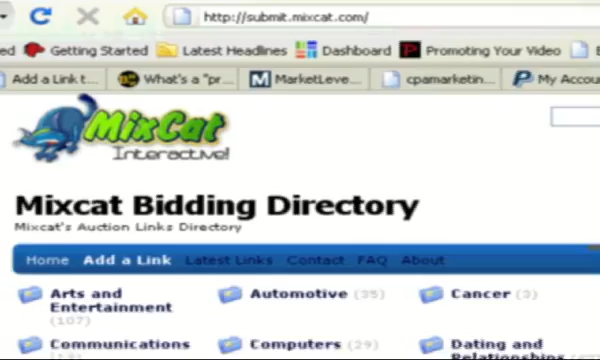 http://submit.mixcat.com/
ed Getting Started Latest Headlines Dashboard Promoting Your Video
Add a Link t... What's a "pr... MarketLeve... cpamarketin... My Accou
MixCat
Interactive!
Mixcat Bidding Directory
Mixcat's Auction Links Directory
Home Add a Link Latest Links Contact FAQ About
Arts and Entertainment (107) Automotive (35) Cancer (3)
Communications Computers (29) Dating and Relationships